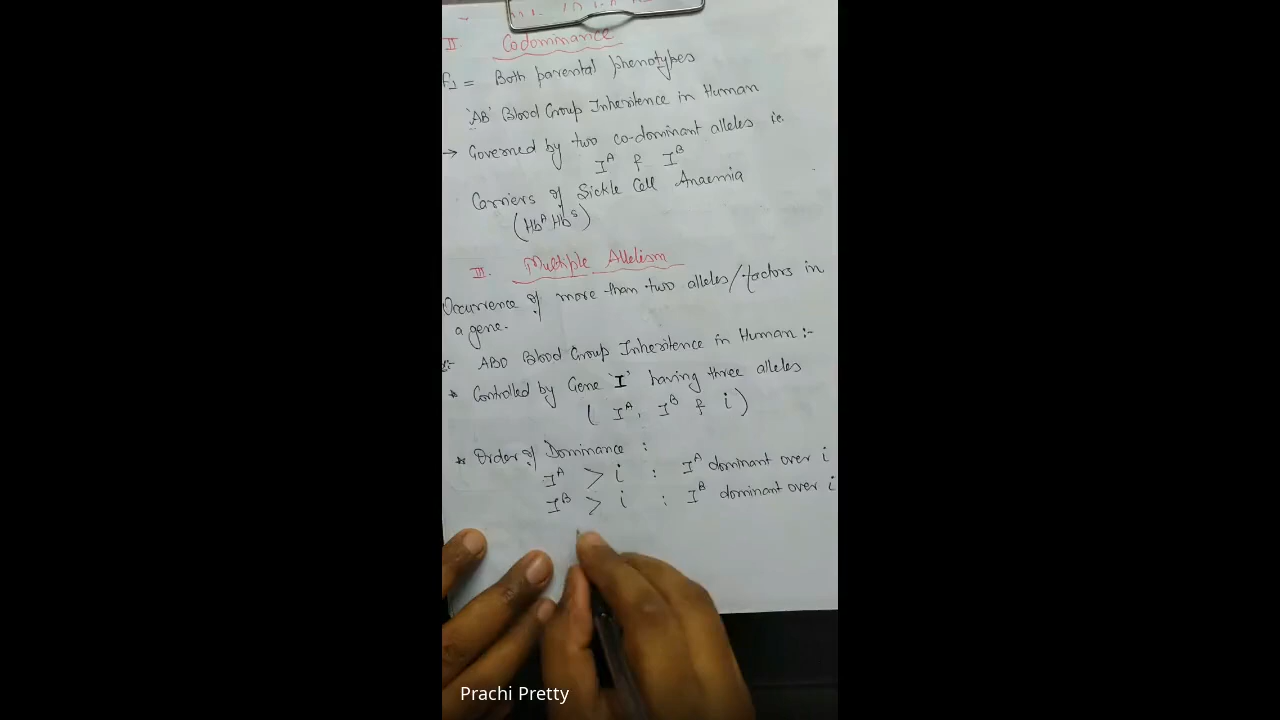 II. Codominance
F1 = Both parental phenotypes
'AB' Blood Group Inheritence in Human
→ Governed by two co-dominant alleles ie
I^A & I^B
Carriers of Sickle Cell Anaemia
(Hb^A Hb^S)
III. Multiple Allelism
Occurrence of more than two alleles/factors in
a gene.
ABO Blood Group Inheritence in Human :-
* Controlled by Gene 'I' having three alleles
( I^A, I^B & i )
* Order of Dominance :
I^A > i : I^A dominant over i
I^B > i : I^B dominant over i
Prachi Pretty